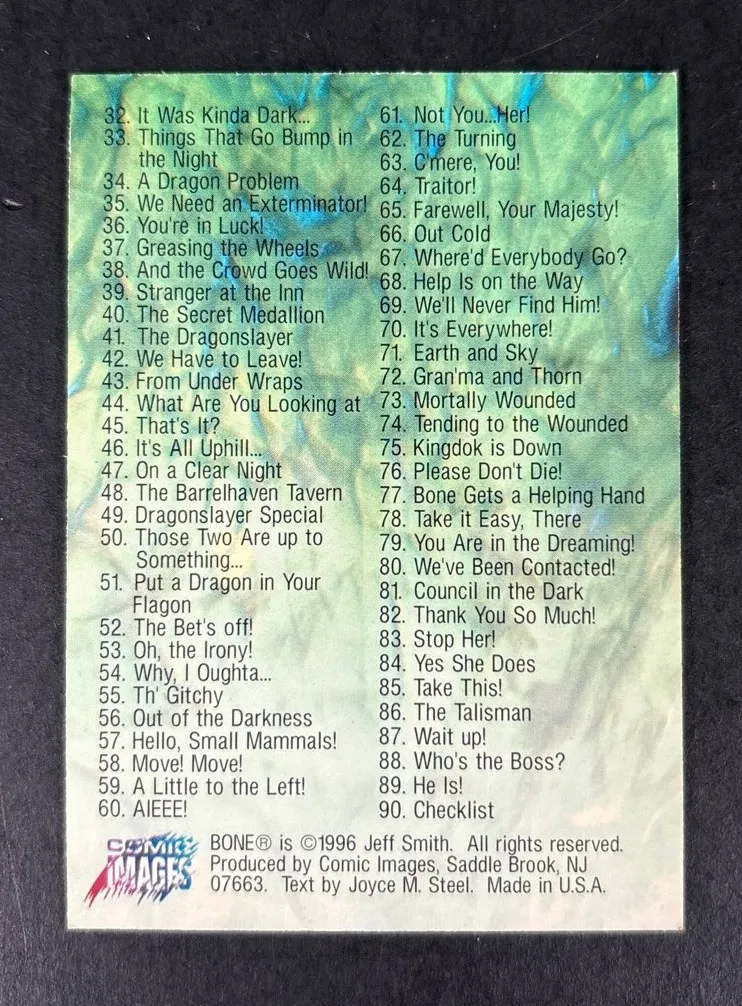 32. It Was Kinda Dark...
33. Things That Go Bump in
the Night
34. A Dragon Problem
35. We Need an Exterminator!
36. You're in Luck!
37. Greasing the Wheels
38. And the Crowd Goes Wild!
39. Stranger at the Inn
40. The Secret Medallion
41. The Dragonslayer
42. We Have to Leave!
43. From Under Wraps
44. What Are You Looking at
45. That's It?
46. It's All Uphill...
47. On a Clear Night
48. The Barrelhaven Tavern
49. Dragonslayer Special
50. Those Two Are up to
Something...
51. Put a Dragon in Your
Flagon
52. The Bet's off!
53. Oh, the Irony!
54. Why, I Oughta...
55. Th' Gitchy
56. Out of the Darkness
57. Hello, Small Mammals!
58. Move! Move!
59. A Little to the Left!
60. AIEEE!
61. Not You...Her!
62. The Turning
63. C'mere, You!
64. Traitor!
65. Farewell, Your Majesty!
66. Out Cold
67. Where'd Everybody Go?
68. Help Is on the Way
69. We'll Never Find Him!
70. It's Everywhere!
71. Earth and Sky
72. Gran'ma and Thorn
73. Mortally Wounded
74. Tending to the Wounded
75. Kingdok is Down
76. Please Don't Die!
77. Bone Gets a Helping Hand
78. Take it Easy, There
79. You Are in the Dreaming!
80. We've Been Contacted!
81. Council in the Dark
82. Thank You So Much!
83. Stop Her!
84. Yes She Does
85. Take This!
86. The Talisman
87. Wait up!
88. Who's the Boss?
89. He Is!
90. Checklist
COMIC
IMAGES
BONE® is ©1996 Jeff Smith. All rights reserved.
Produced by Comic Images, Saddle Brook, NJ
07663. Text by Joyce M. Steel. Made in U.S.A.